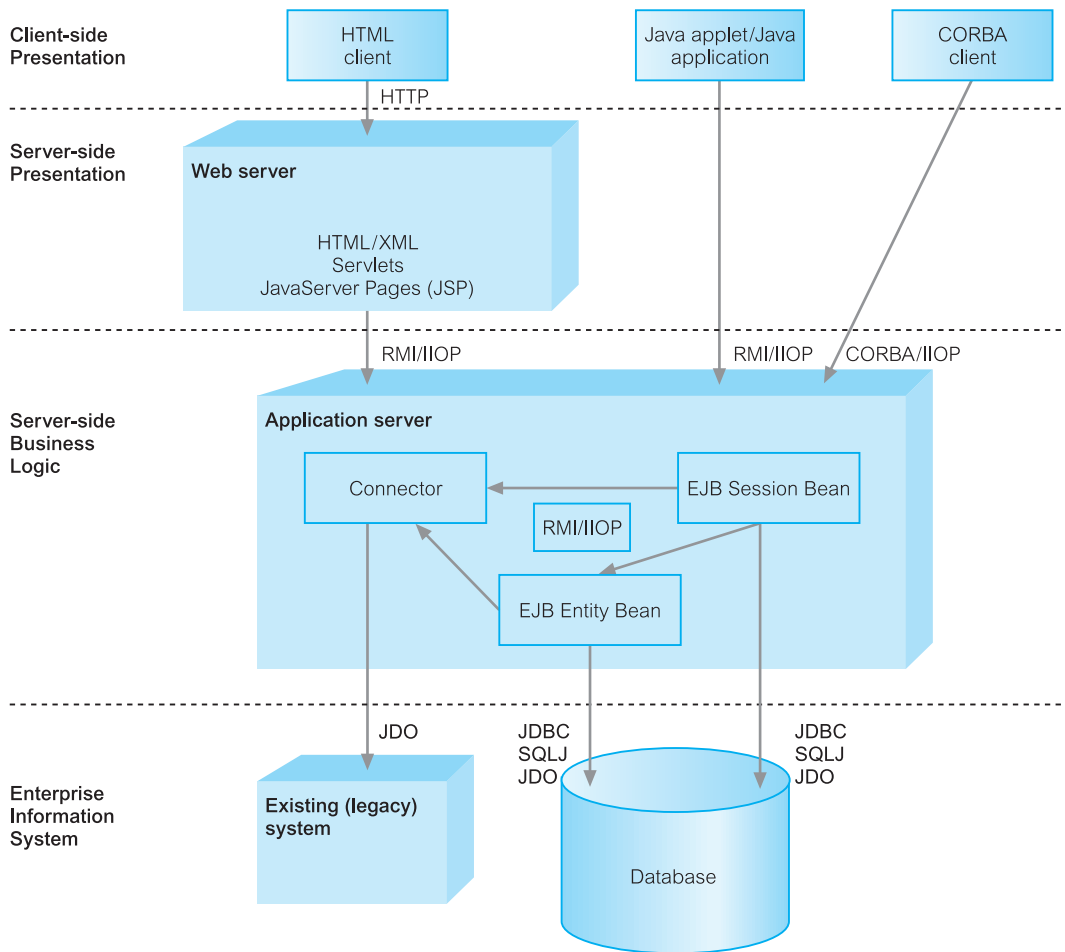 Client-side
Presentation
HTML
client
Java applet/Java
application
CORBA
client
HTTP
Server-side
Presentation
Web server
HTML/XML
Servlets
JavaServer Pages (JSP)
RMI/IIOP
RMI/IIOP
CORBA/IIOP
Server-side
Business
Logic
Application server
Connector
EJB Session Bean
RMI/IIOP
EJB Entity Bean
JDO
JDBC
SQLJ
JDO
JDBC
SQLJ
JDO
Enterprise
Information
System
Existing (legacy)
system
Database